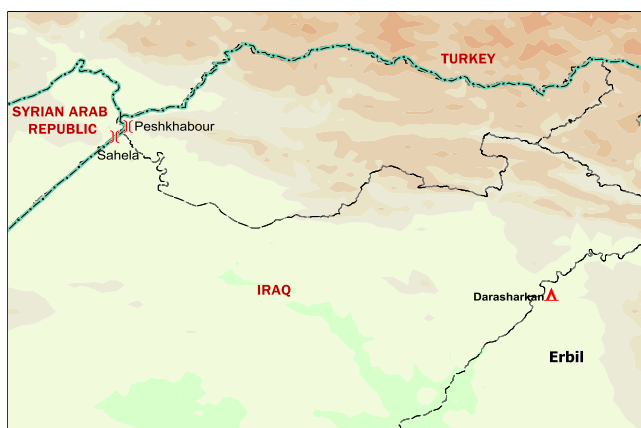 TURKEY
SYRIAN ARAB
REPUBLIC
Peshkhabour
Sahela
IRAQ
Darasharkan
Erbil